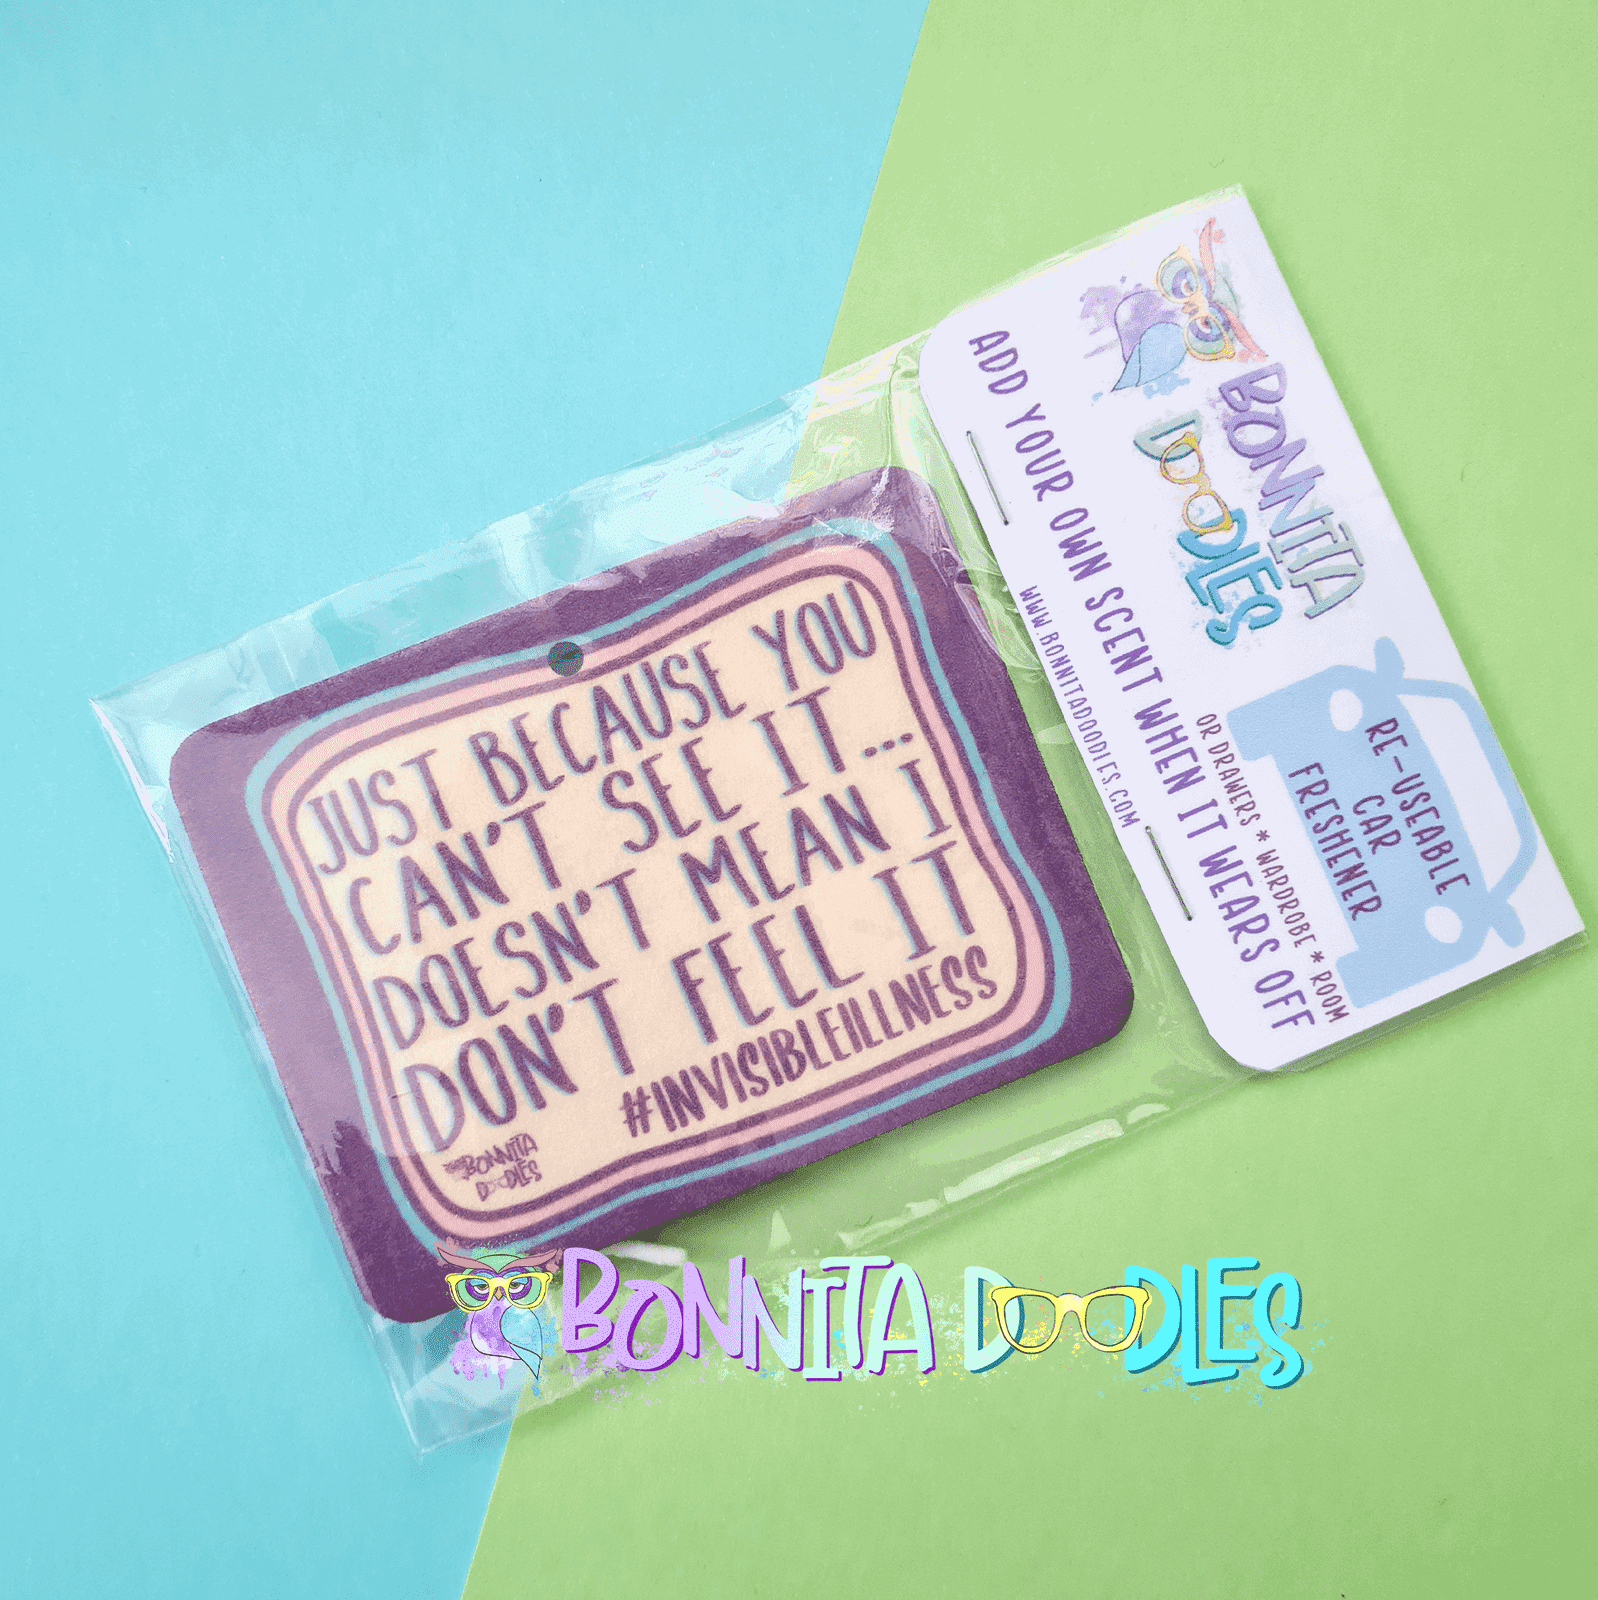 JUST BECAUSE YOU
CAN'T SEE IT...
DOESN'T MEAN I
DON'T FEEL IT
#INVISIBLEILLNESS
BONNITA
DOODLES
BONNITA
DOODLES
RE-USEABLE
CAR
FRESHENER
OR DRAWERS * WARDROBE * ROOM
ADD YOUR OWN SCENT WHEN IT WEARS OFF
WWW.BONNITADOODLES.COM
BONNITA DOODLES